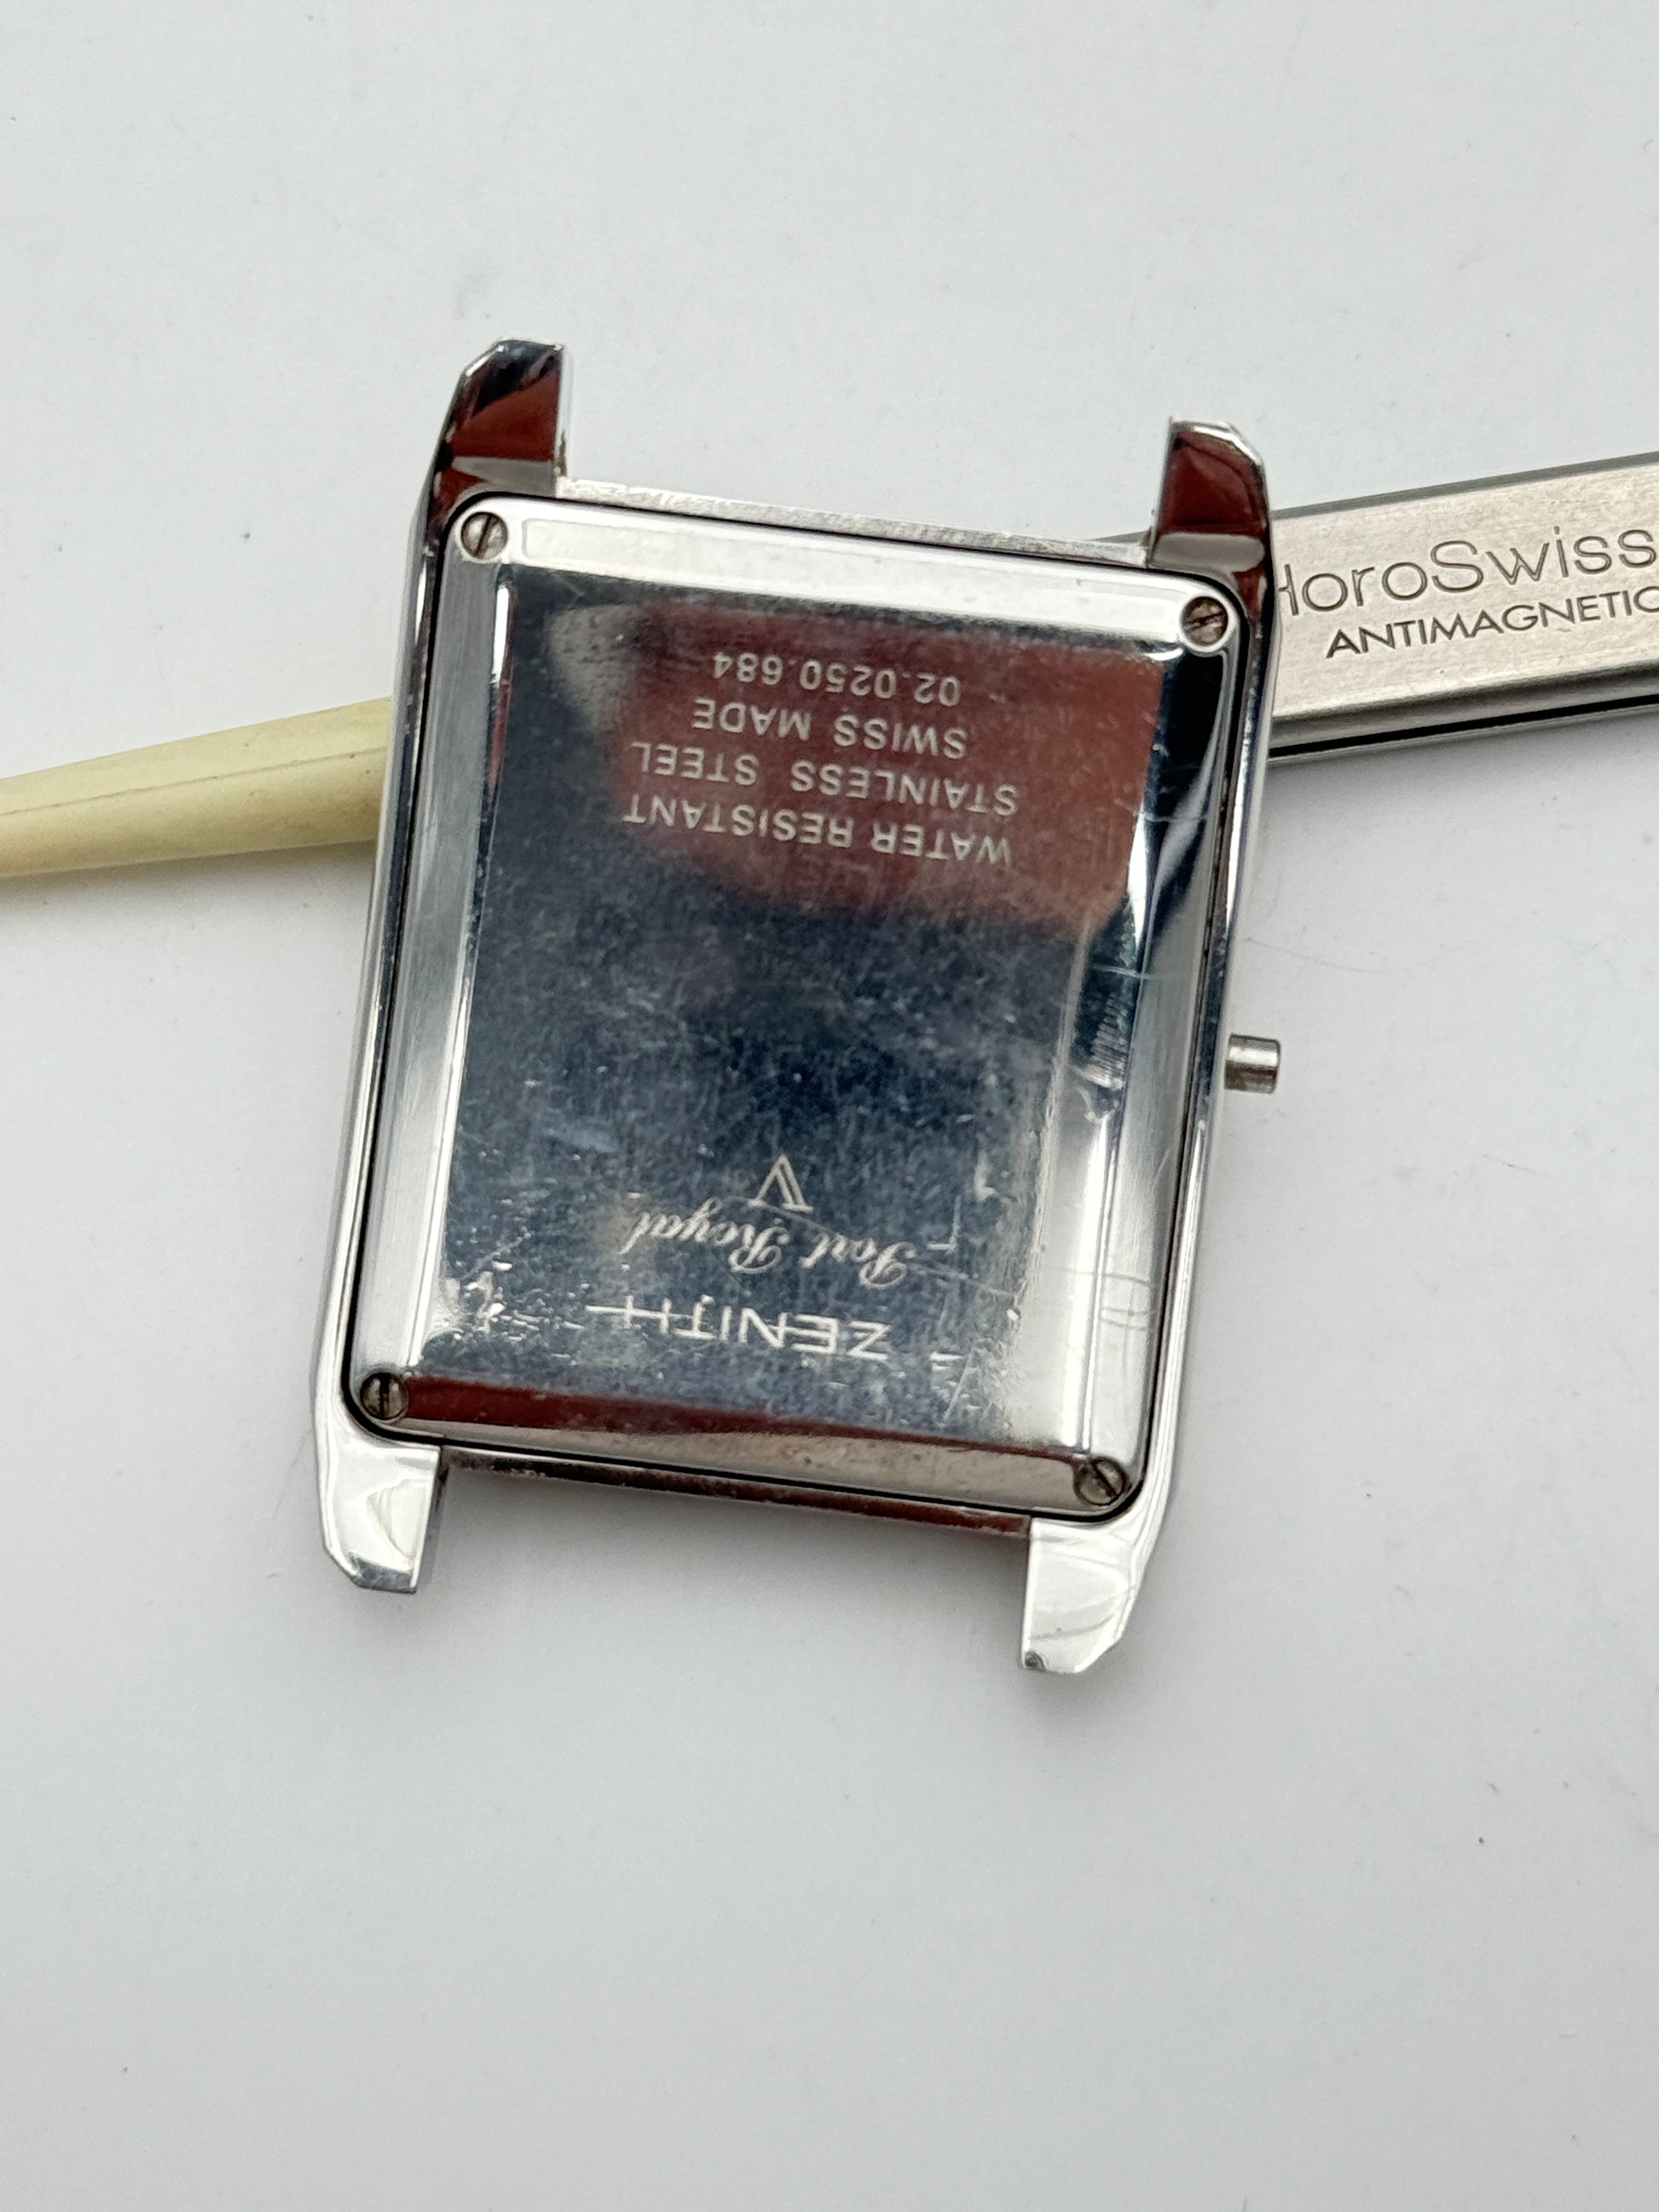 ZENITH
Port Royal
V
WATER RESISTANT
STAINLESS STEEL
SWISS MADE
02.0250.684
HoroSwiss
ANTIMAGNETIC